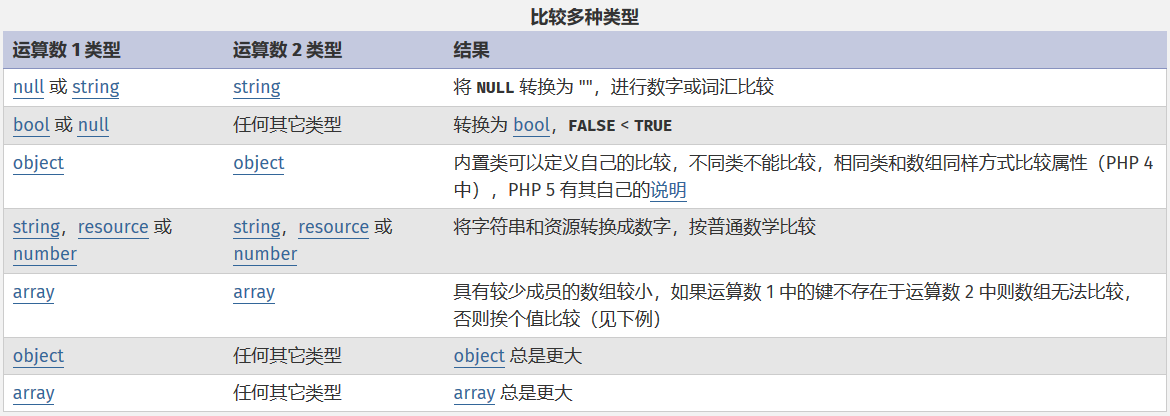 比较多种类型
运算数 1 类型 运算数 2 类型 结果
null 或 string string 将 NULL 转换为 ""，进行数字或词汇比较
bool 或 null 任何其它类型 转换为 bool，FALSE < TRUE
object object 内置类可以定义自己的比较，不同类不能比较，相同类和数组同样方式比较属性（PHP 4
中），PHP 5 有其自己的说明
string，resource 或 string，resource 或 将字符串和资源转换成数字，按普通数学比较
number number
array array 具有较少成员的数组较小，如果运算数 1 中的键不存在于运算数 2 中则数组无法比较，
否则挨个值比较（见下例）
object 任何其它类型 object 总是更大
array 任何其它类型 array 总是更大